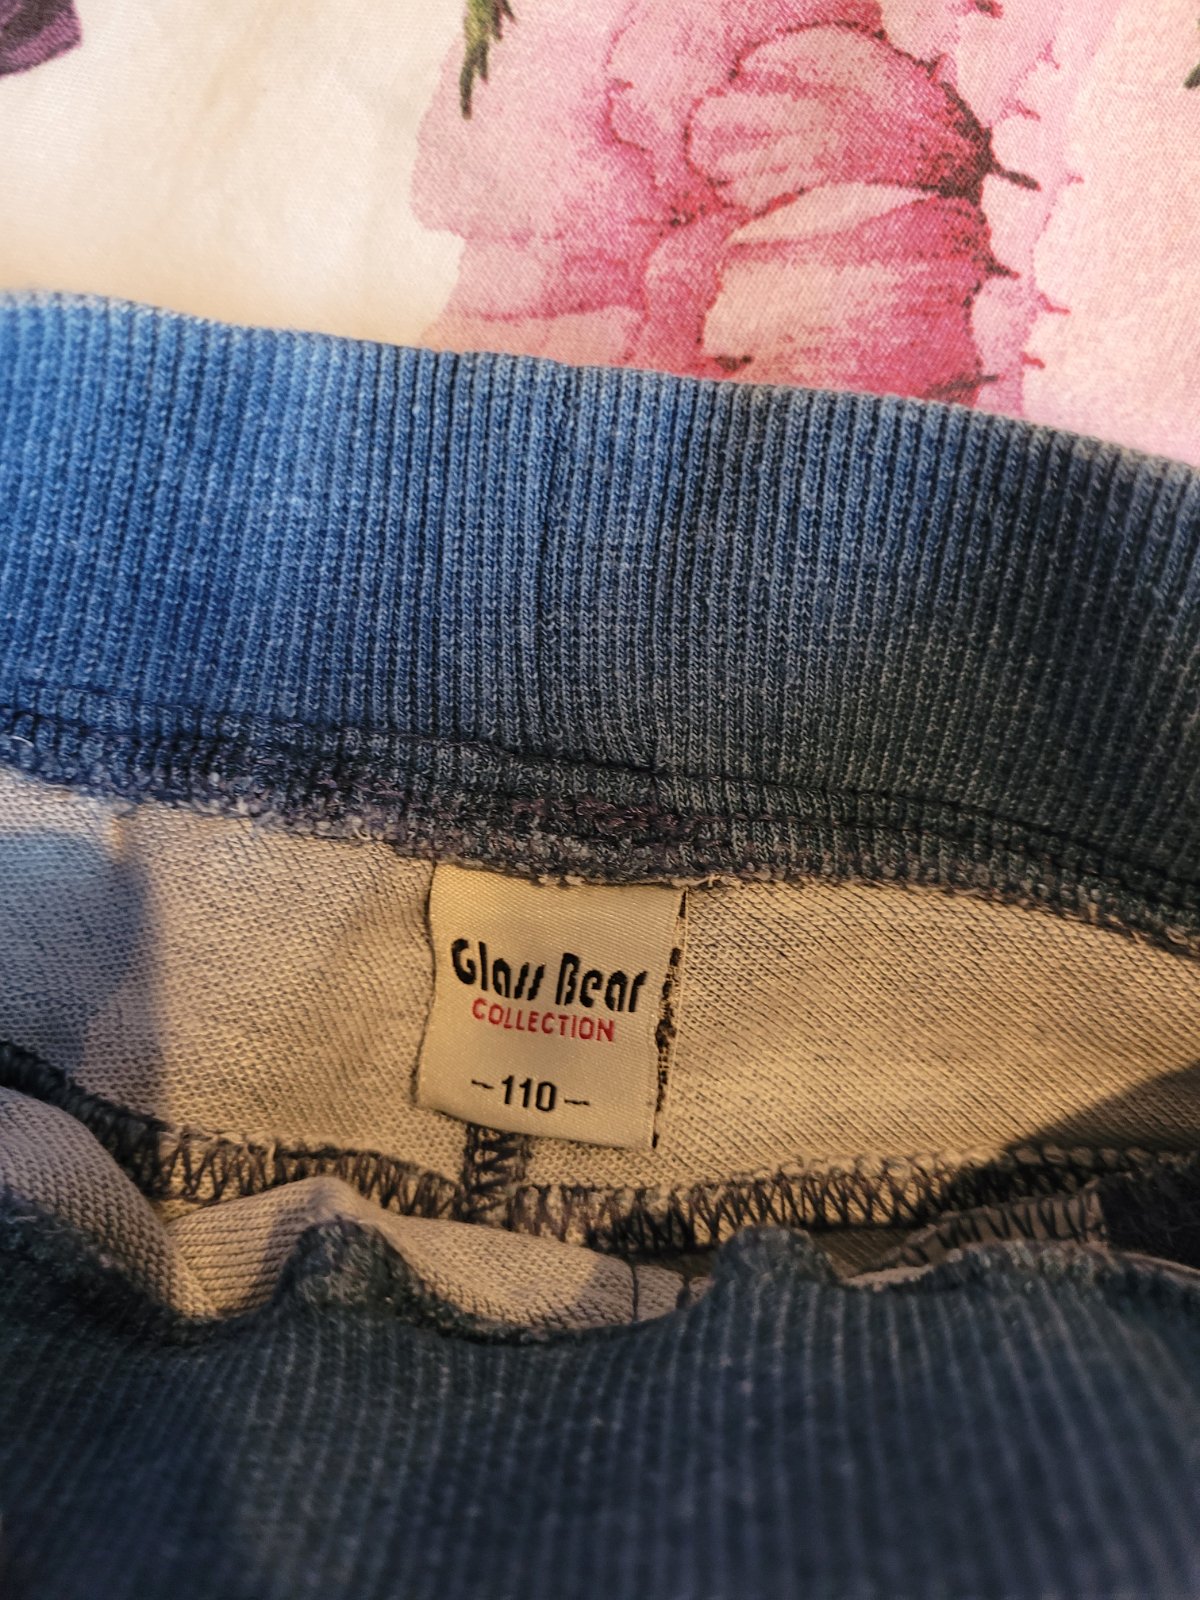 Glass Bear
COLLECTION
-110-